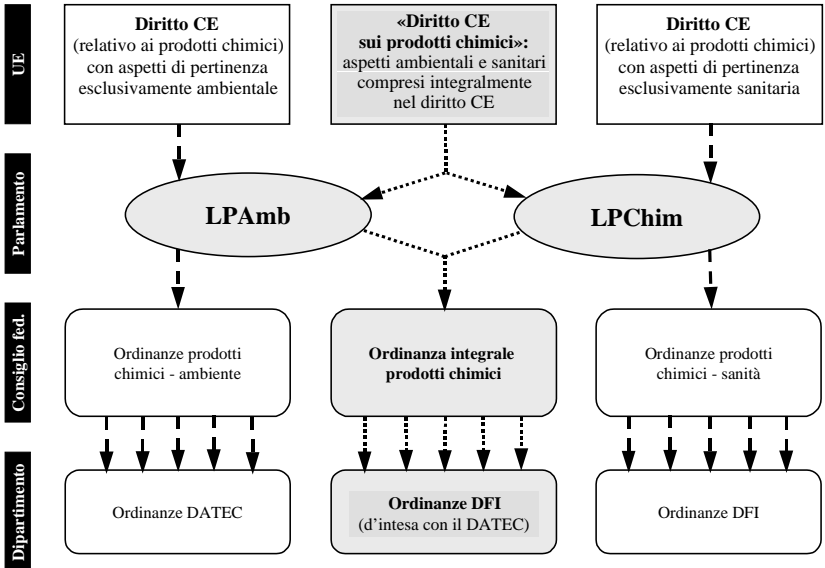 UE
Diritto CE
(relativo ai prodotti chimici)
con aspetti di pertinenza
esclusivamente ambientale
«Diritto CE
sui prodotti chimici»:
aspetti ambientali e sanitari
compresi integralmente
nel diritto CE
Diritto CE
(relativo ai prodotti chimici)
con aspetti di pertinenza
esclusivamente sanitaria
Parlamento
LPAmb
LPChim
Consiglio fed.
Ordinanze prodotti
chimici - ambiente
Ordinanza integrale
prodotti chimici
Ordinanze prodotti
chimici - sanità
Dipartimento
Ordinanze DATEC
Ordinanze DFI
(d'intesa con il DATEC)
Ordinanze DFI